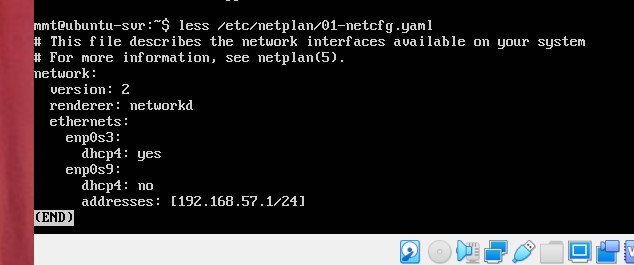 mmt@ubuntu-svr:~$ less /etc/netplan/01-netcfg.yaml
# This file describes the network interfaces available on your system
# For more information, see netplan(5).
network:
  version: 2
  renderer: networkd
  ethernets:
    enp0s3:
      dhcp4: yes
    enp0s9:
      dhcp4: no
      addresses: [192.168.57.1/24]
(END)